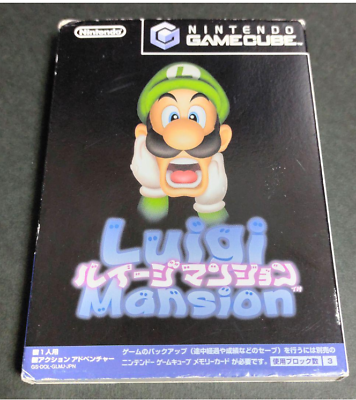 Nintendo
NINTENDO
GAMECUBE™
L
Luigi
ルイージマンション
Mansion™
■1人用
■アクションアドベンチャー
ゲームのバックアップ(途中経過や成績などのセーブ)を行うには別売の
ニンテンドーゲームキューブ メモリーカードが必要です。 使用ブロック数 3
G3·DOL-GLMJ-JPN